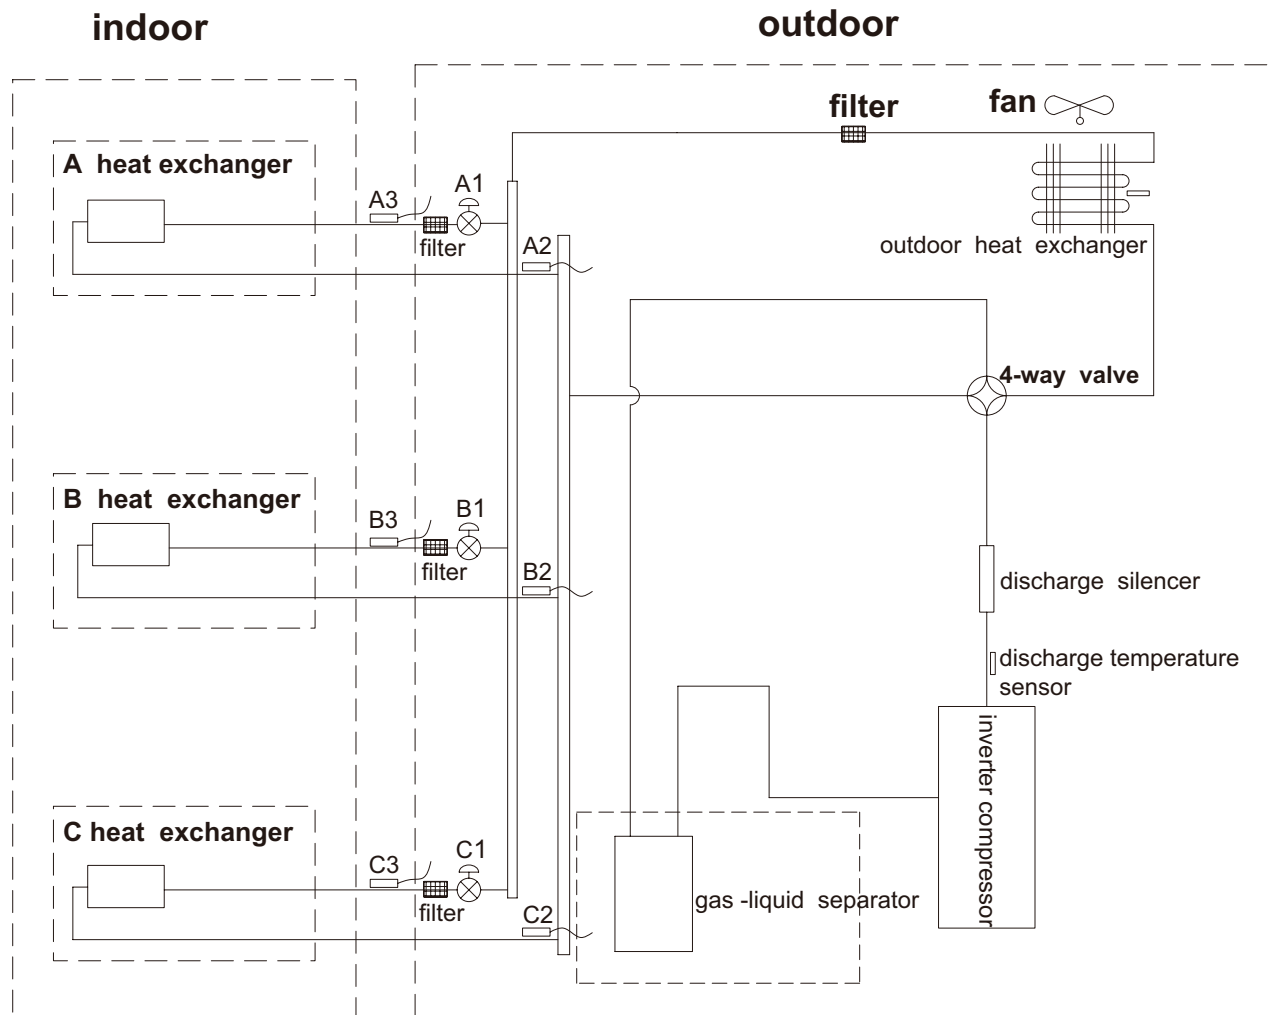 indoor
outdoor
filter
fan
A heat exchanger
A3
A1
filter
A2
outdoor heat exchanger
4-way valve
B heat exchanger
B3
B1
filter
B2
discharge silencer
discharge temperature
sensor
inverter compressor
C heat exchanger
C3
C1
filter
C2
gas -liquid separator